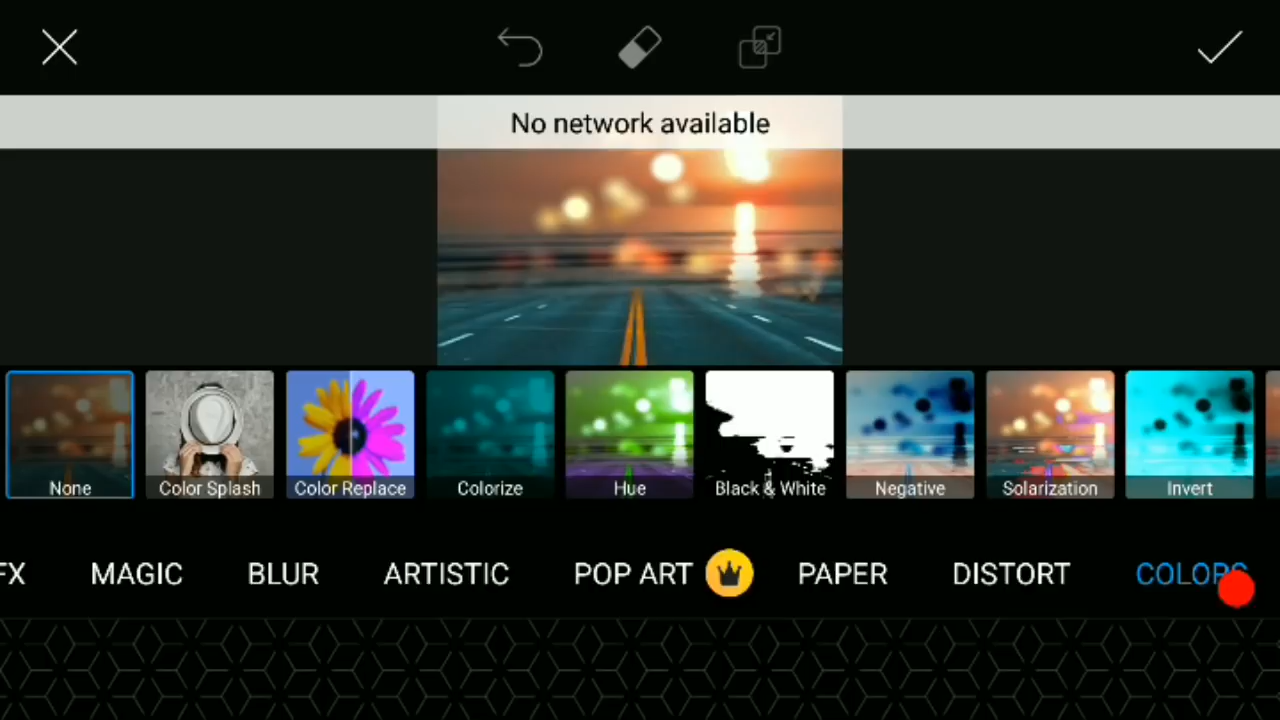 No network available
None
Color Splash
Color Replace
Colorize
Hue
Black & White
Negative
Solarization
Invert
FX
MAGIC
BLUR
ARTISTIC
POP ART
PAPER
DISTORT
COLORS